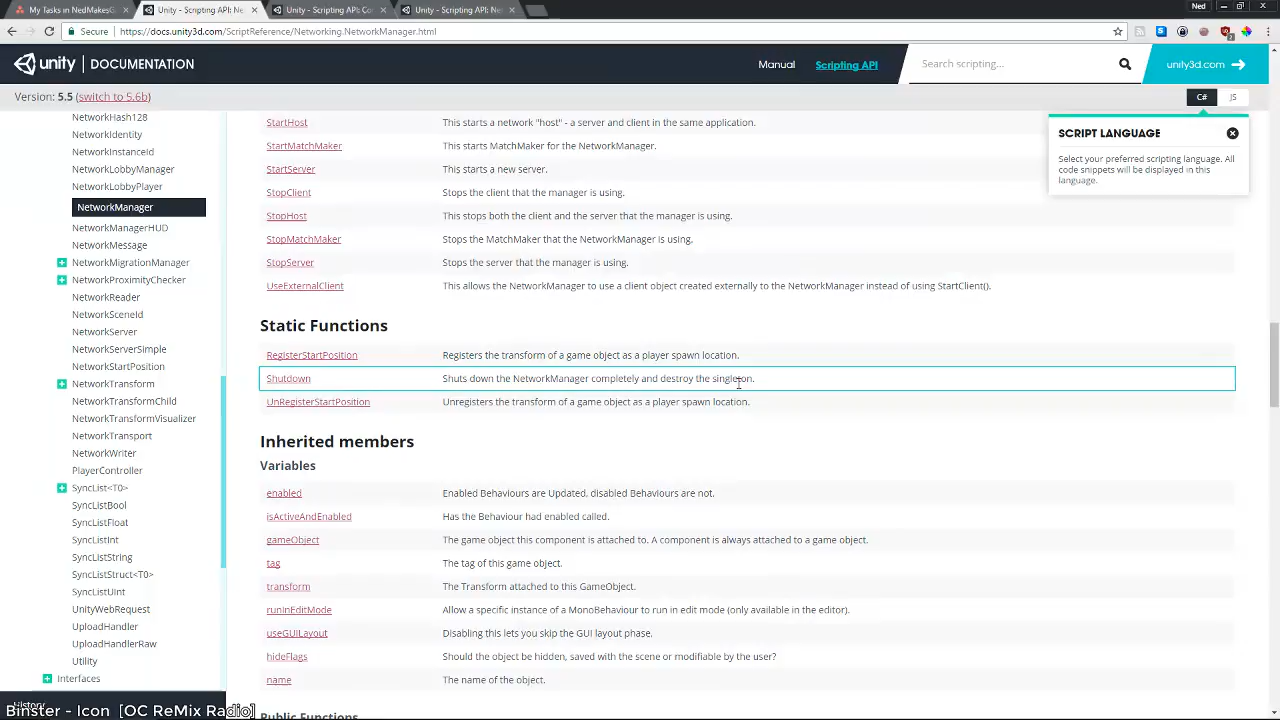 My Tasks in NedMakesG
Unity - Scripting API: Ne
Unity - Scripting API: Co
Unity - Scripting API: Ne
Ned
Secure
https://docs.unity3d.com/ScriptReference/Networking.NetworkManager.html
unity | DOCUMENTATION
Manual
Scripting API
Search scripting...
unity3d.com
Version: 5.5 (switch to 5.6b)
C#
JS
SCRIPT LANGUAGE
Select your preferred scripting language. All
code snippets will be displayed in this
language.
NetworkHash128
NetworkIdentity
NetworkInstanceId
NetworkLobbyManager
NetworkLobbyPlayer
NetworkManager
NetworkManagerHUD
NetworkMessage
NetworkMigrationManager
NetworkProximityChecker
NetworkReader
NetworkSceneId
NetworkServer
NetworkServerSimple
NetworkStartPosition
NetworkTransform
NetworkTransformChild
NetworkTransformVisualizer
NetworkTransport
NetworkWriter
PlayerController
SyncList<T0>
SyncListBool
SyncListFloat
SyncListInt
SyncListString
SyncListStruct<T0>
SyncListUInt
UnityWebRequest
UploadHandler
UploadHandlerRaw
Utility
Interfaces
StartHost This starts a network "host" - a server and client in the same application.
StartMatchMaker This starts MatchMaker for the NetworkManager.
StartServer This starts a new server.
StopClient Stops the client that the manager is using.
StopHost This stops both the client and the server that the manager is using.
StopMatchMaker Stops the MatchMaker that the NetworkManager is using.
StopServer Stops the server that the manager is using.
UseExternalClient This allows the NetworkManager to use a client object created externally to the NetworkManager instead of using StartClient().
Static Functions
RegisterStartPosition Registers the transform of a game object as a player spawn location.
Shutdown Shuts down the NetworkManager completely and destroy the singleton.
UnRegisterStartPosition Unregisters the transform of a game object as a player spawn location.
Inherited members
Variables
enabled Enabled Behaviours are Updated, disabled Behaviours are not.
isActiveAndEnabled Has the Behaviour had enabled called.
gameObject The game object this component is attached to. A component is always attached to a game object.
tag The tag of this game object.
transform The Transform attached to this GameObject.
runInEditMode Allow a specific instance of a MonoBehaviour to run in edit mode (only available in the editor).
useGUILayout Disabling this lets you skip the GUI layout phase.
hideFlags Should the object be hidden, saved with the scene or modifiable by the user?
name The name of the object.
Public Functions
Binster - Icon [OC ReMix Radio]